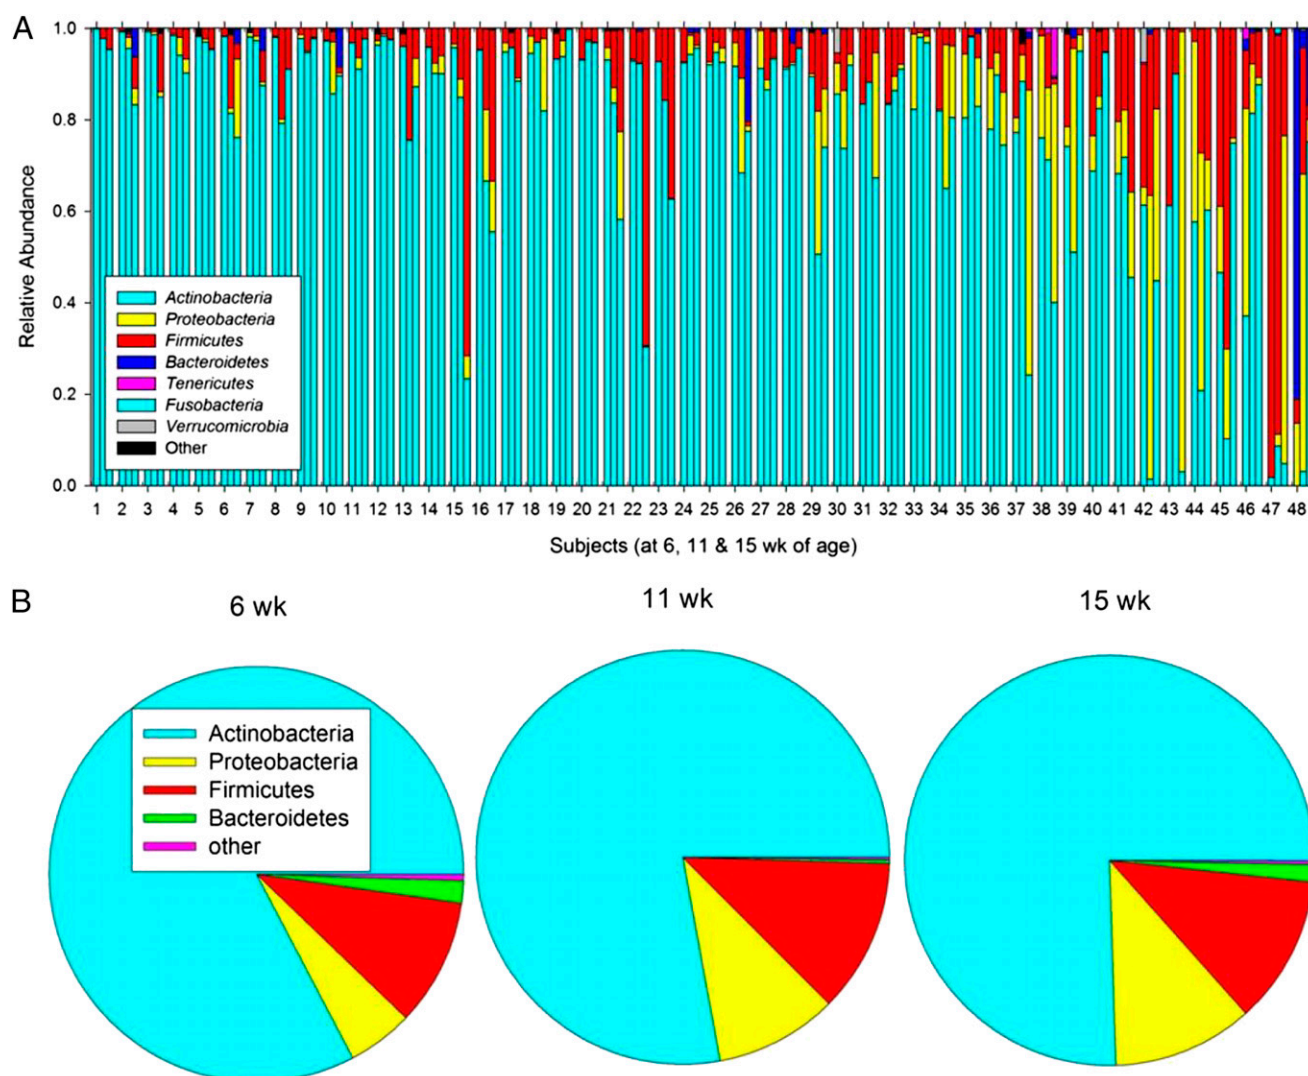 A
1.0
0.8
0.6
0.4
0.2
0.0
Relative Abundance
Actinobacteria
Proteobacteria
Firmicutes
Bacteroidetes
Tenericutes
Fusobacteria
Verrucomicrobia
Other
1 2 3 4 5 6 7 8 9 10 11 12 13 14 15 16 17 18 19 20 21 22 23 24 25 26 27 28 29 30 31 32 33 34 35 36 37 38 39 40 41 42 43 44 45 46 47 48
Subjects (at 6, 11 & 15 wk of age)
B
6 wk
11 wk
15 wk
Actinobacteria
Proteobacteria
Firmicutes
Bacteroidetes
other